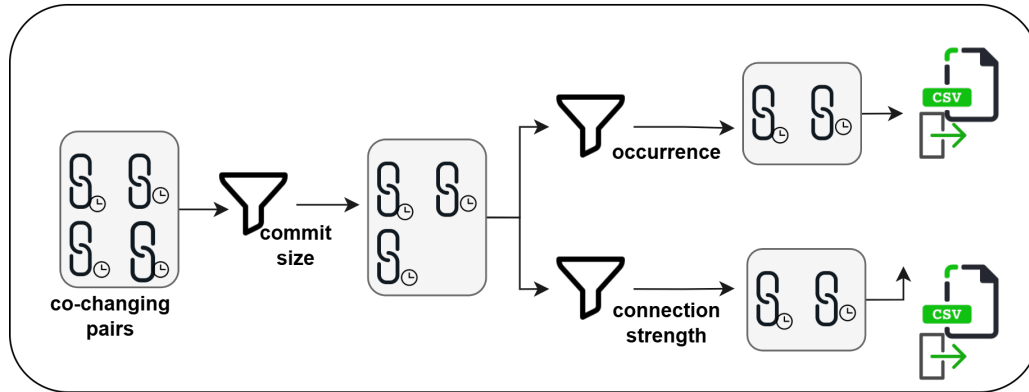 CSV
occurrence
commit
size
co-changing
pairs
connection
strength
CSV